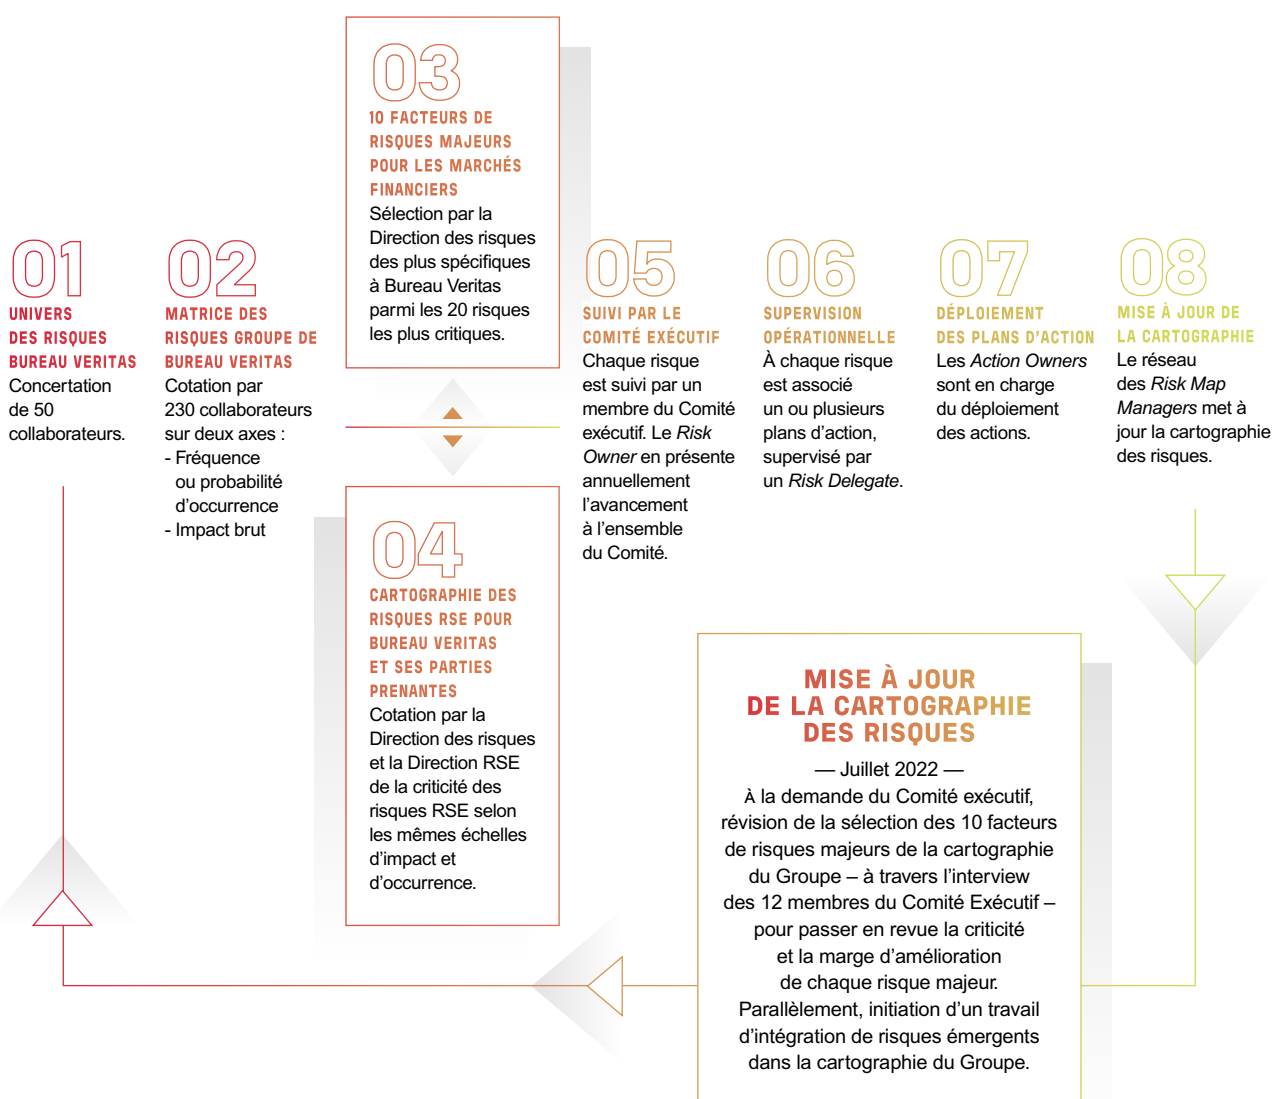 01
UNIVERS
DES RISQUES
BUREAU VERITAS
Concertation
de 50
collaborateurs.
02
MATRICE DES
RISQUES GROUPE DE
BUREAU VERITAS
Cotation par
230 collaborateurs
sur deux axes :
- Fréquence
ou probabilité
d’occurrence
- Impact brut
03
10 FACTEURS DE
RISQUES MAJEURS
POUR LES MARCHÉS
FINANCIERS
Sélection par la
Direction des risques
des plus spécifiques
à Bureau Veritas
parmi les 20 risques
les plus critiques.
04
CARTOGRAPHIE DES
RISQUES RSE POUR
BUREAU VERITAS
ET SES PARTIES
PRENANTES
Cotation par la
Direction des risques
et la Direction RSE
de la criticité des
risques RSE selon
les mêmes échelles
d’impact et
d’occurrence.
05
SUIVI PAR LE
COMITÉ EXÉCUTIF
Chaque risque
est suivi par un
membre du Comité
exécutif. Le Risk
Owner en présente
annuellement
l’avancement
à l’ensemble
du Comité.
06
SUPERVISION
OPÉRATIONNELLE
À chaque risque
est associé
un ou plusieurs
plans d’action,
supervisé par
un Risk Delegate.
07
DÉPLOIEMENT
DES PLANS D’ACTION
Les Action Owners
sont en charge
du déploiement
des actions.
08
MISE À JOUR DE
LA CARTOGRAPHIE
Le réseau
des Risk Map
Managers met à
jour la cartographie
des risques.
MISE À JOUR
DE LA CARTOGRAPHIE
DES RISQUES
— Juillet 2022 —
À la demande du Comité exécutif,
révision de la sélection des 10 facteurs
de risques majeurs de la cartographie
du Groupe – à travers l’interview
des 12 membres du Comité Exécutif –
pour passer en revue la criticité
et la marge d’amélioration
de chaque risque majeur.
Parallèlement, initiation d’un travail
d’intégration de risques émergents
dans la cartographie du Groupe.